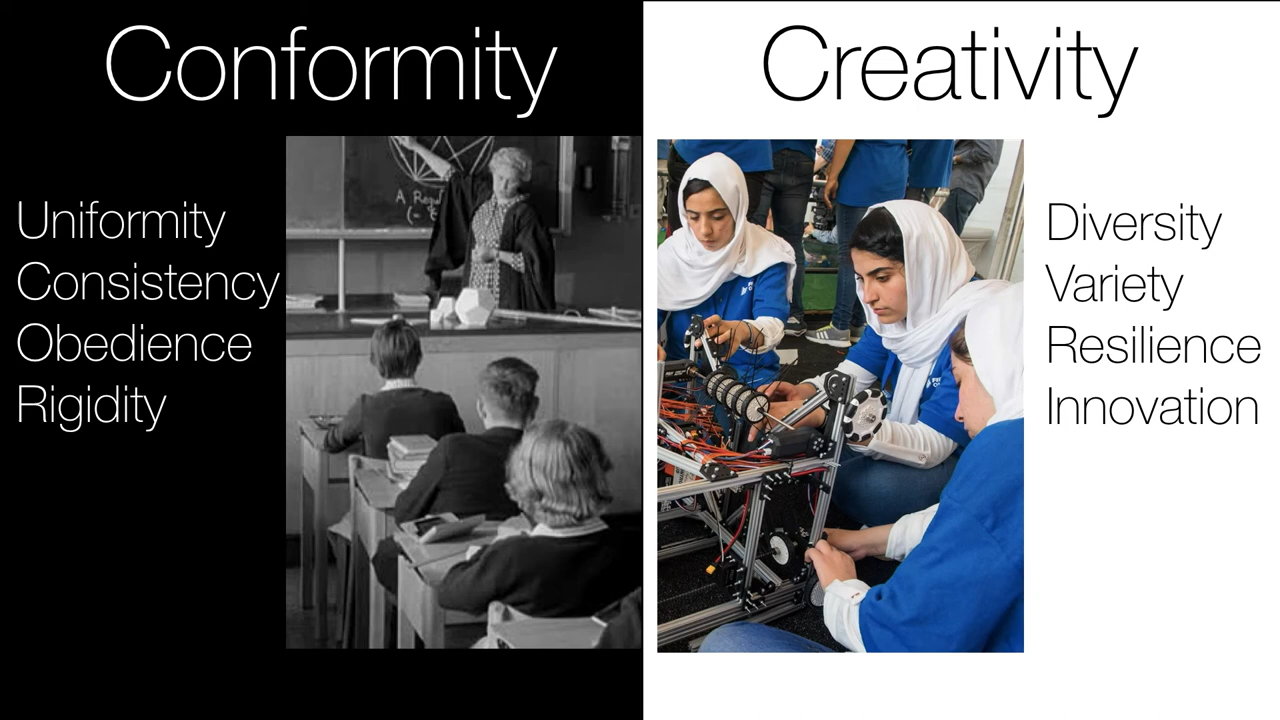 Conformity
Uniformity
Consistency
Obedience
Rigidity
Creativity
Diversity
Variety
Resilience
Innovation